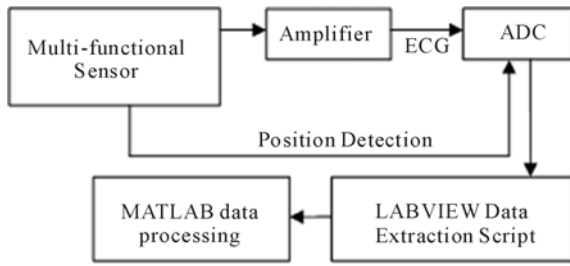 Multi-functional
Sensor
Amplifier
ECG
ADC
Position Detection
MATLAB data
processing
LABVIEW Data
Extraction Script